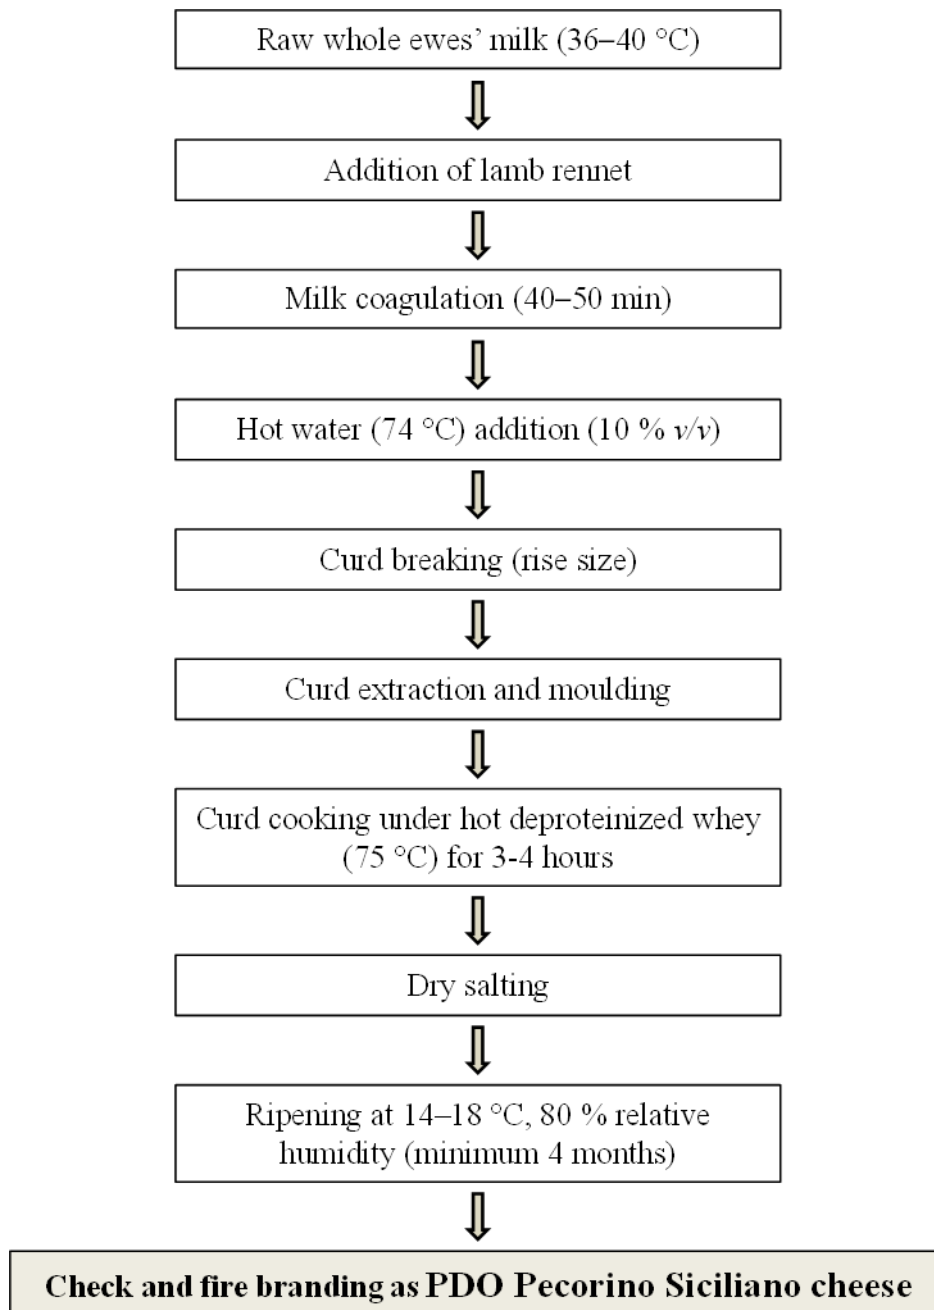 Raw whole ewes' milk (36–40 °C)
Addition of lamb rennet
Milk coagulation (40–50 min)
Hot water (74 °C) addition (10 % v/v)
Curd breaking (rise size)
Curd extraction and moulding
Curd cooking under hot deproteinized whey
(75 °C) for 3-4 hours
Dry salting
Ripening at 14–18 °C, 80 % relative
humidity (minimum 4 months)
Check and fire branding as PDO Pecorino Siciliano cheese